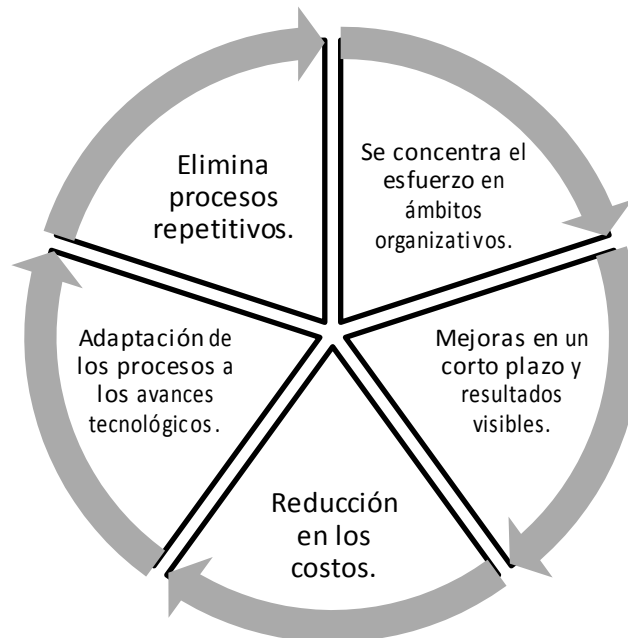 Se concentra el
esfuerzo en
ámbitos
organizativos.
Mejoras en un
corto plazo y
resultados
visibles.
Reducción
en los
costos.
Adaptación de
los procesos a
los avances
tecnológicos.
Elimina
procesos
repetitivos.